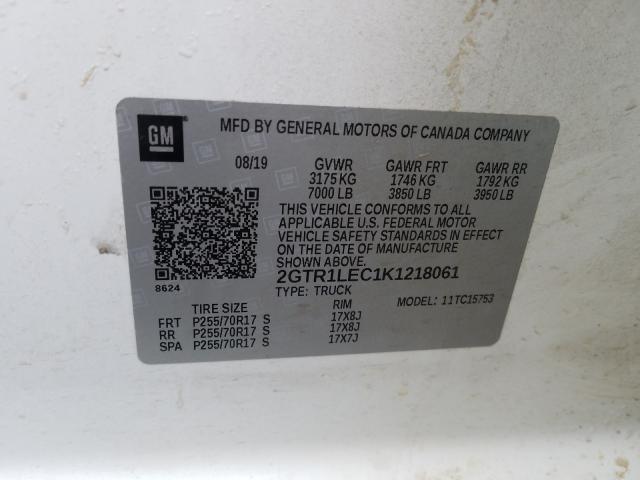 GM
MFD BY GENERAL MOTORS OF CANADA COMPANY
08/19 GVWR GAWR FRT GAWR RR
3175 KG 1746 KG 1792 KG
7000 LB 3850 LB 3950 LB
THIS VEHICLE CONFORMS TO ALL
APPLICABLE U.S. FEDERAL MOTOR
VEHICLE SAFETY STANDARDS IN EFFECT
ON THE DATE OF MANUFACTURE
SHOWN ABOVE.
8624 2GTR1LEC1K1218061
TYPE: TRUCK MODEL: 11TC15753
TIRE SIZE RIM
FRT P255/70R17 S 17X8J
RR P255/70R17 S 17X8J
SPA P255/70R17 S 17X7J